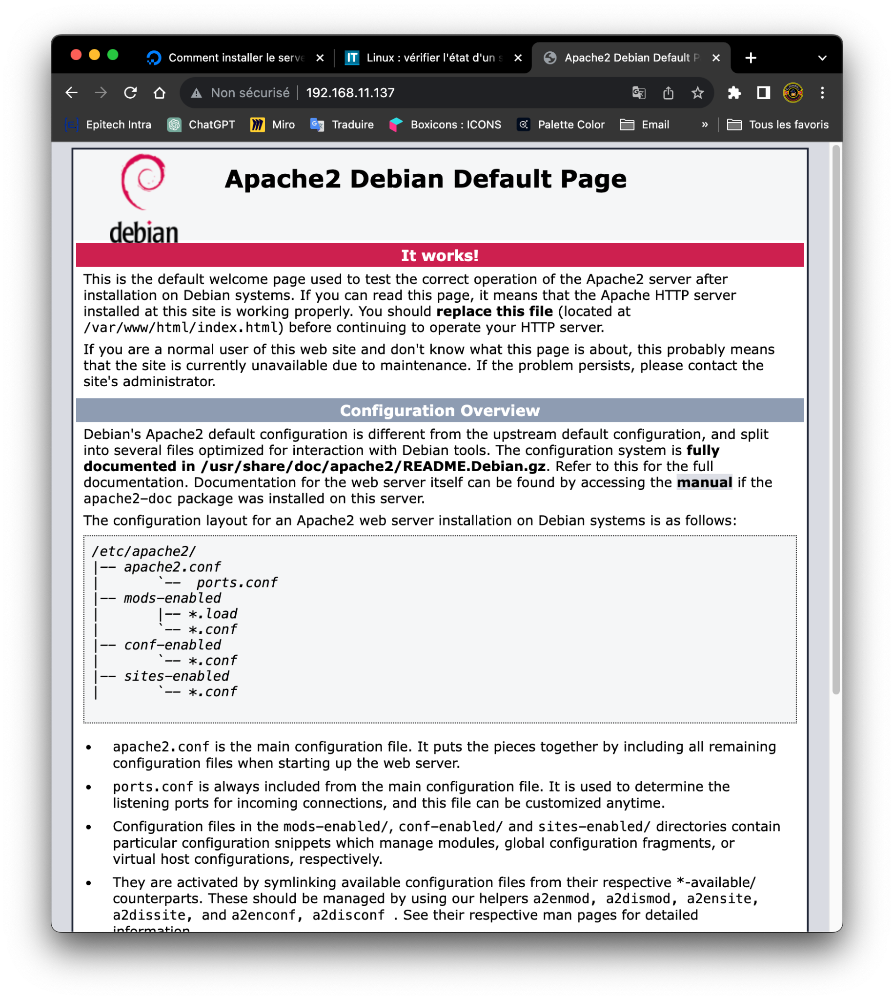 Comment installer le serve
Linux : vérifier l'état d'un s
Apache2 Debian Default P
Non sécurisé
192.168.11.137
Epitech Intra
ChatGPT
Miro
Traduire
Boxicons : ICONS
Palette Color
Email
»
Tous les favoris
debian
Apache2 Debian Default Page
It works!
This is the default welcome page used to test the correct operation of the Apache2 server after
installation on Debian systems. If you can read this page, it means that the Apache HTTP server
installed at this site is working properly. You should replace this file (located at
/var/www/html/index.html) before continuing to operate your HTTP server.
If you are a normal user of this web site and don't know what this page is about, this probably means
that the site is currently unavailable due to maintenance. If the problem persists, please contact the
site's administrator.
Configuration Overview
Debian's Apache2 default configuration is different from the upstream default configuration, and split
into several files optimized for interaction with Debian tools. The configuration system is fully
documented in /usr/share/doc/apache2/README.Debian.gz. Refer to this for the full
documentation. Documentation for the web server itself can be found by accessing the manual if the
apache2-doc package was installed on this server.
The configuration layout for an Apache2 web server installation on Debian systems is as follows:
/etc/apache2/
|-- apache2.conf
|       `--  ports.conf
|-- mods-enabled
|       |-- *.load
|       `-- *.conf
|-- conf-enabled
|       `-- *.conf
|-- sites-enabled
|       `-- *.conf
• apache2.conf is the main configuration file. It puts the pieces together by including all remaining
configuration files when starting up the web server.
• ports.conf is always included from the main configuration file. It is used to determine the
listening ports for incoming connections, and this file can be customized anytime.
• Configuration files in the mods-enabled/, conf-enabled/ and sites-enabled/ directories contain
particular configuration snippets which manage modules, global configuration fragments, or
virtual host configurations, respectively.
• They are activated by symlinking available configuration files from their respective *-available/
counterparts. These should be managed by using our helpers a2enmod, a2dismod, a2ensite,
a2dissite, and a2enconf, a2disconf . See their respective man pages for detailed
information.